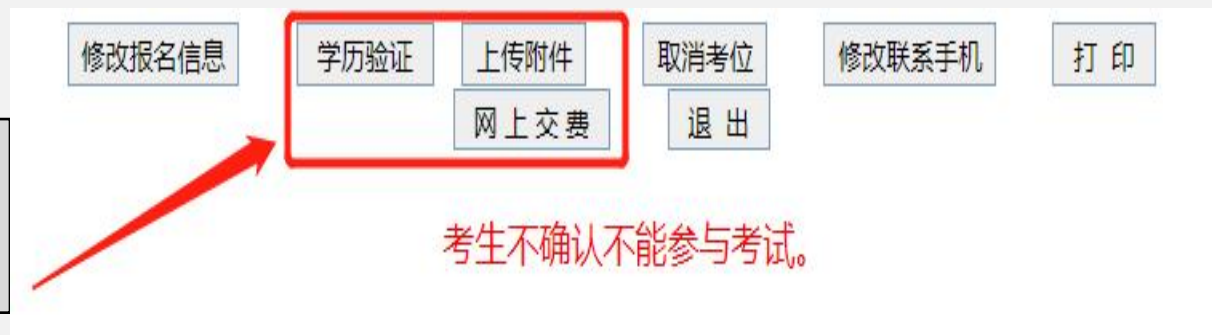 修改报名信息 学历验证 上传附件 取消考位 修改联系手机 打 印
网 上 交 费 退 出
考生不确认不能参与考试。